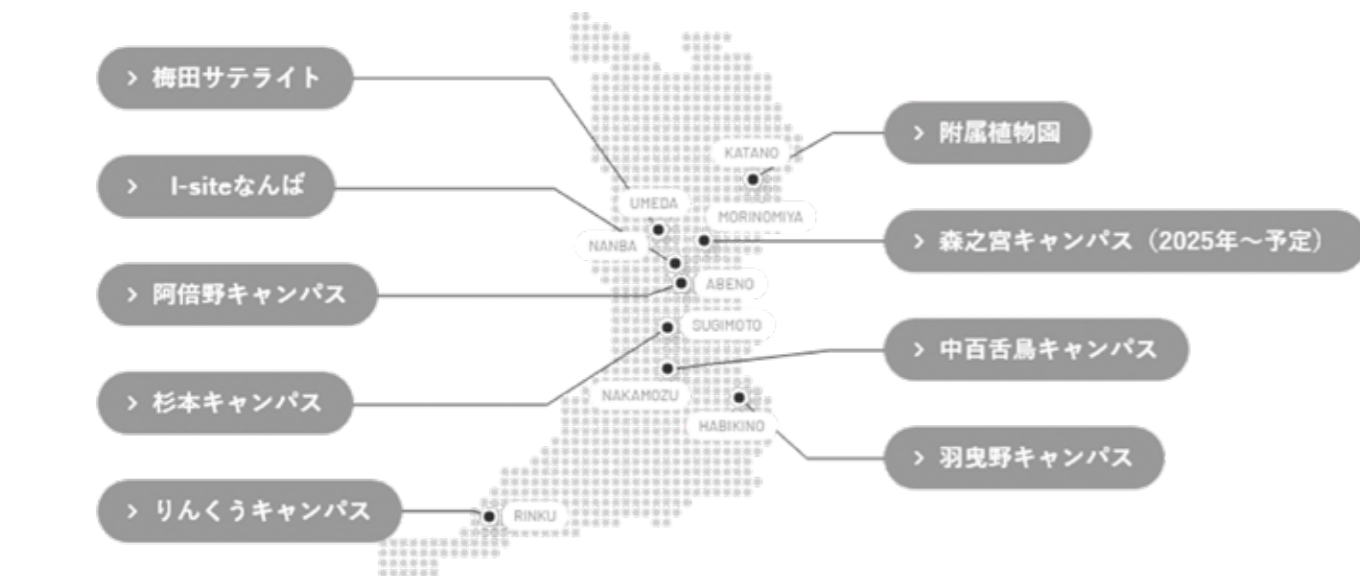 梅田サテライト
I-siteなんば
阿倍野キャンパス
杉本キャンパス
りんくうキャンパス
KATANO
UMEDA
MORINOMIYA
NANBA
ABENO
SUGIMOTO
NAKAMOZU
HABIKINO
RINKU
附属植物園
森之宮キャンパス（2025年～予定）
中百舌鳥キャンパス
羽曳野キャンパス